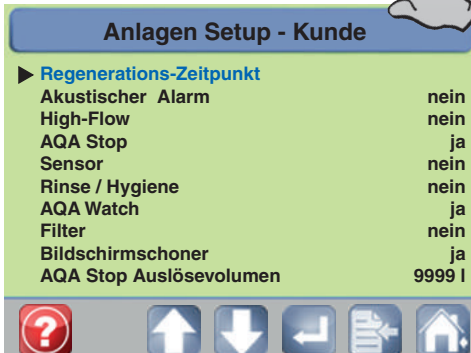 Anlagen Setup - Kunde
Regenerations-Zeitpunkt
Akustischer Alarm nein
High-Flow nein
AQA Stop ja
Sensor nein
Rinse / Hygiene nein
AQA Watch ja
Filter nein
Bildschirmschoner ja
AQA Stop Auslösevolumen 9999 l
?